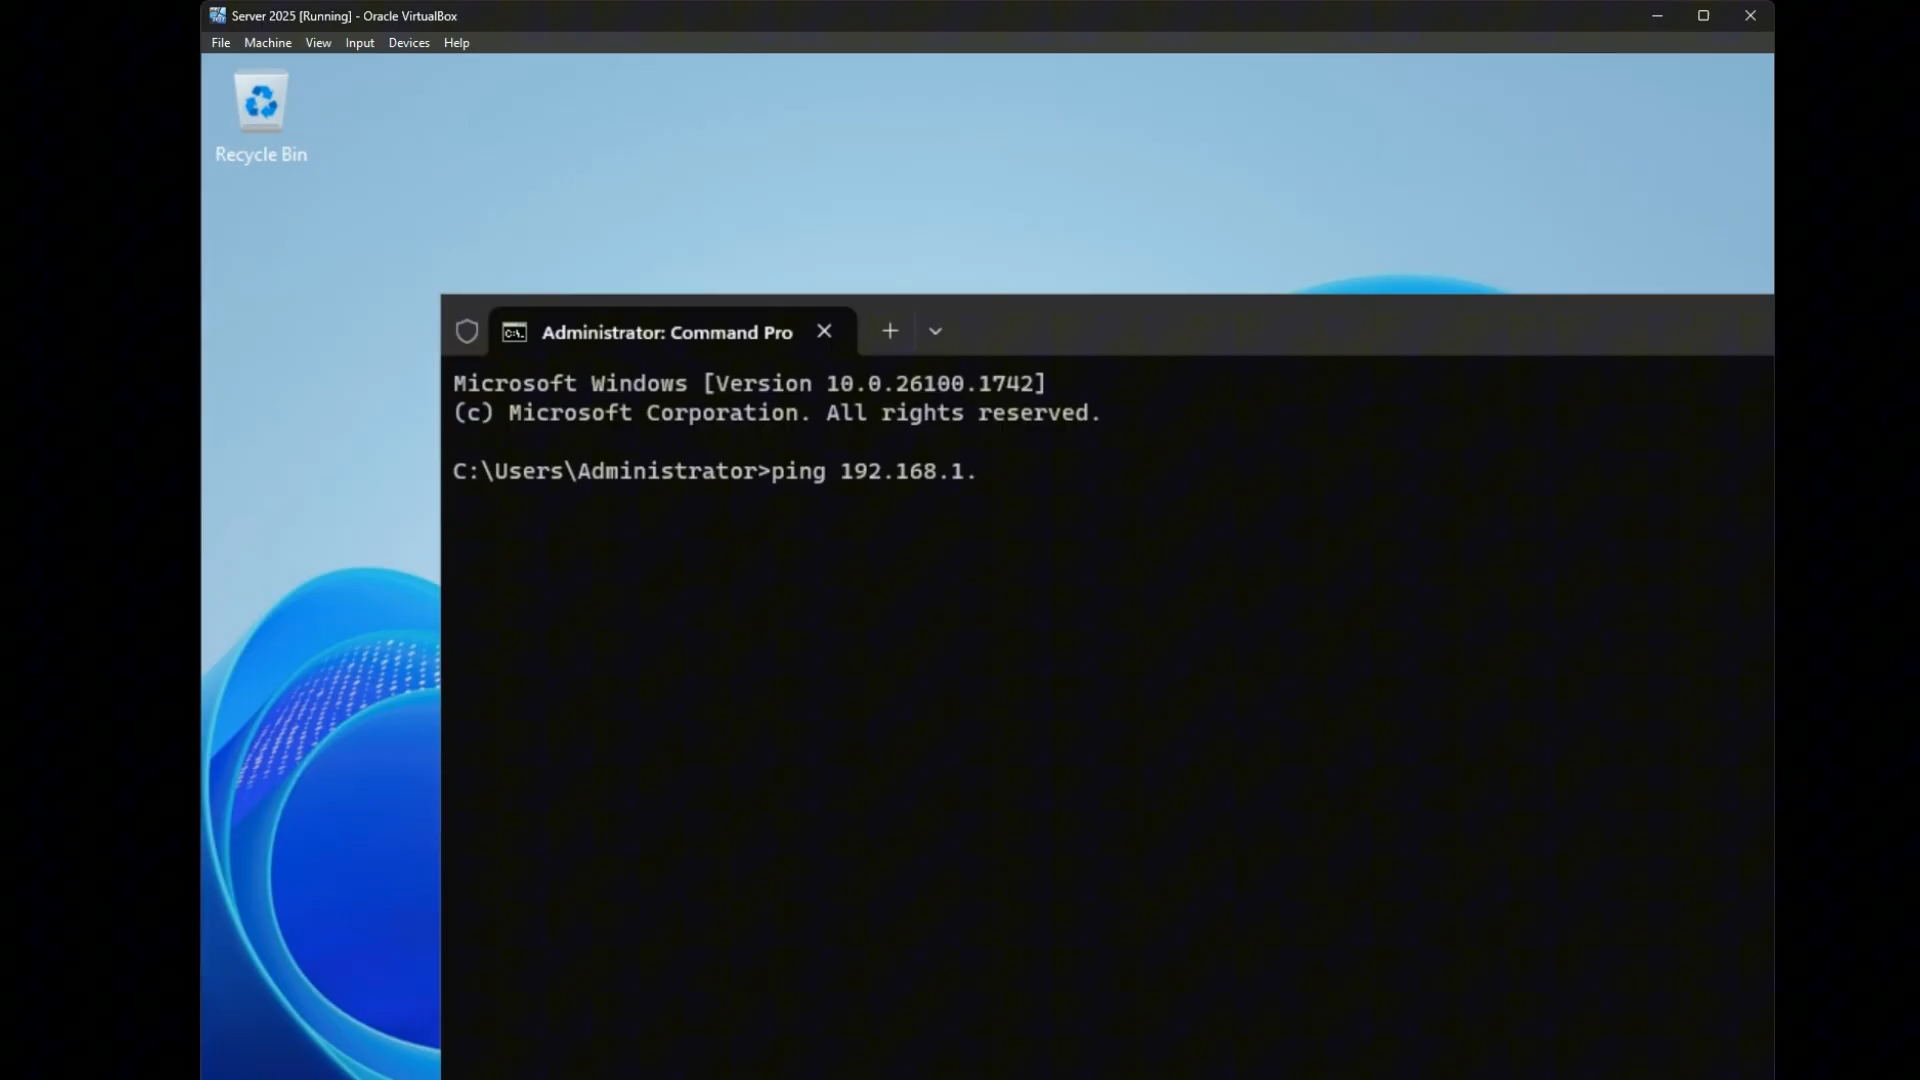 Server 2025 [Running] - Oracle VirtualBox
File Machine View Input Devices Help
Recycle Bin
Administrator: Command Pro
Microsoft Windows [Version 10.0.26100.1742]
(c) Microsoft Corporation. All rights reserved.
C:\Users\Administrator>ping 192.168.1.